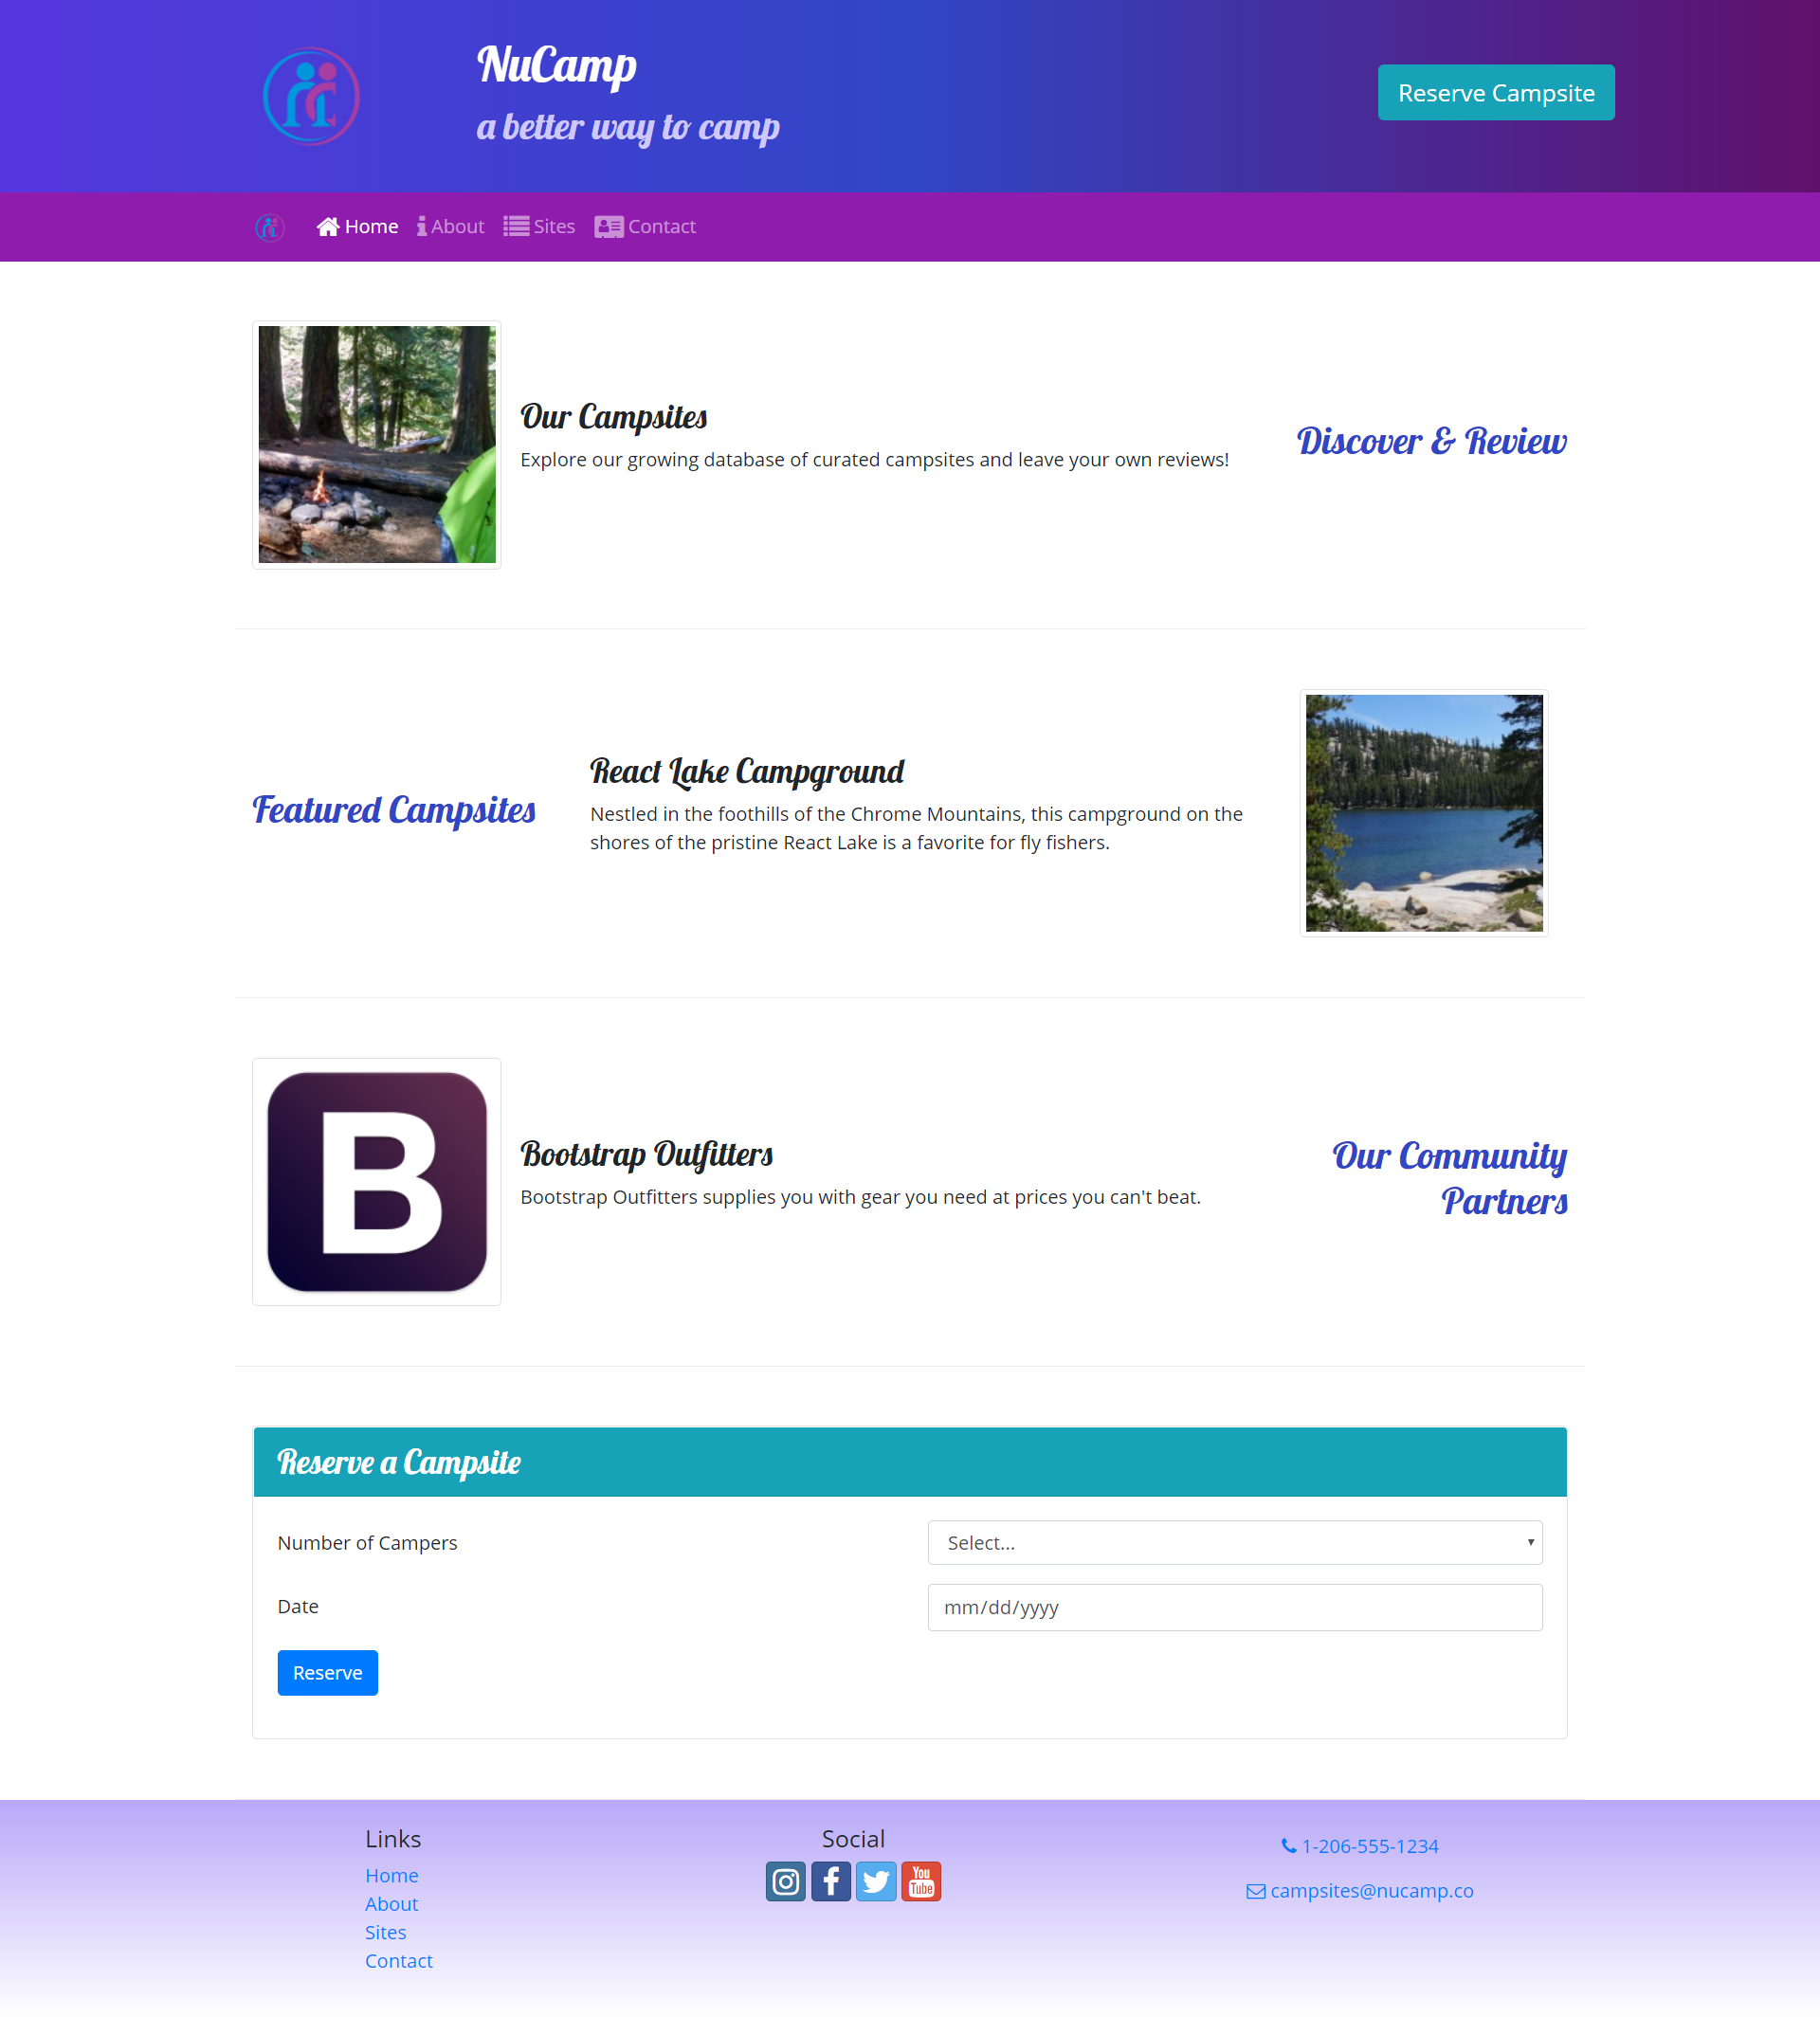 NuCamp
a better way to camp
Reserve Campsite
Home
About
Sites
Contact
Our Campsites
Explore our growing database of curated campsites and leave your own reviews!
Discover & Review
Featured Campsites
React Lake Campground
Nestled in the foothills of the Chrome Mountains, this campground on the
shores of the pristine React Lake is a favorite for fly fishers.
B
Bootstrap Outfitters
Bootstrap Outfitters supplies you with gear you need at prices you can't beat.
Our Community
Partners
Reserve a Campsite
Number of Campers
Select...
Date
mm/dd/yyyy
Reserve
Links
Home
About
Sites
Contact
Social
You
Tube
1-206-555-1234
campsites@nucamp.co